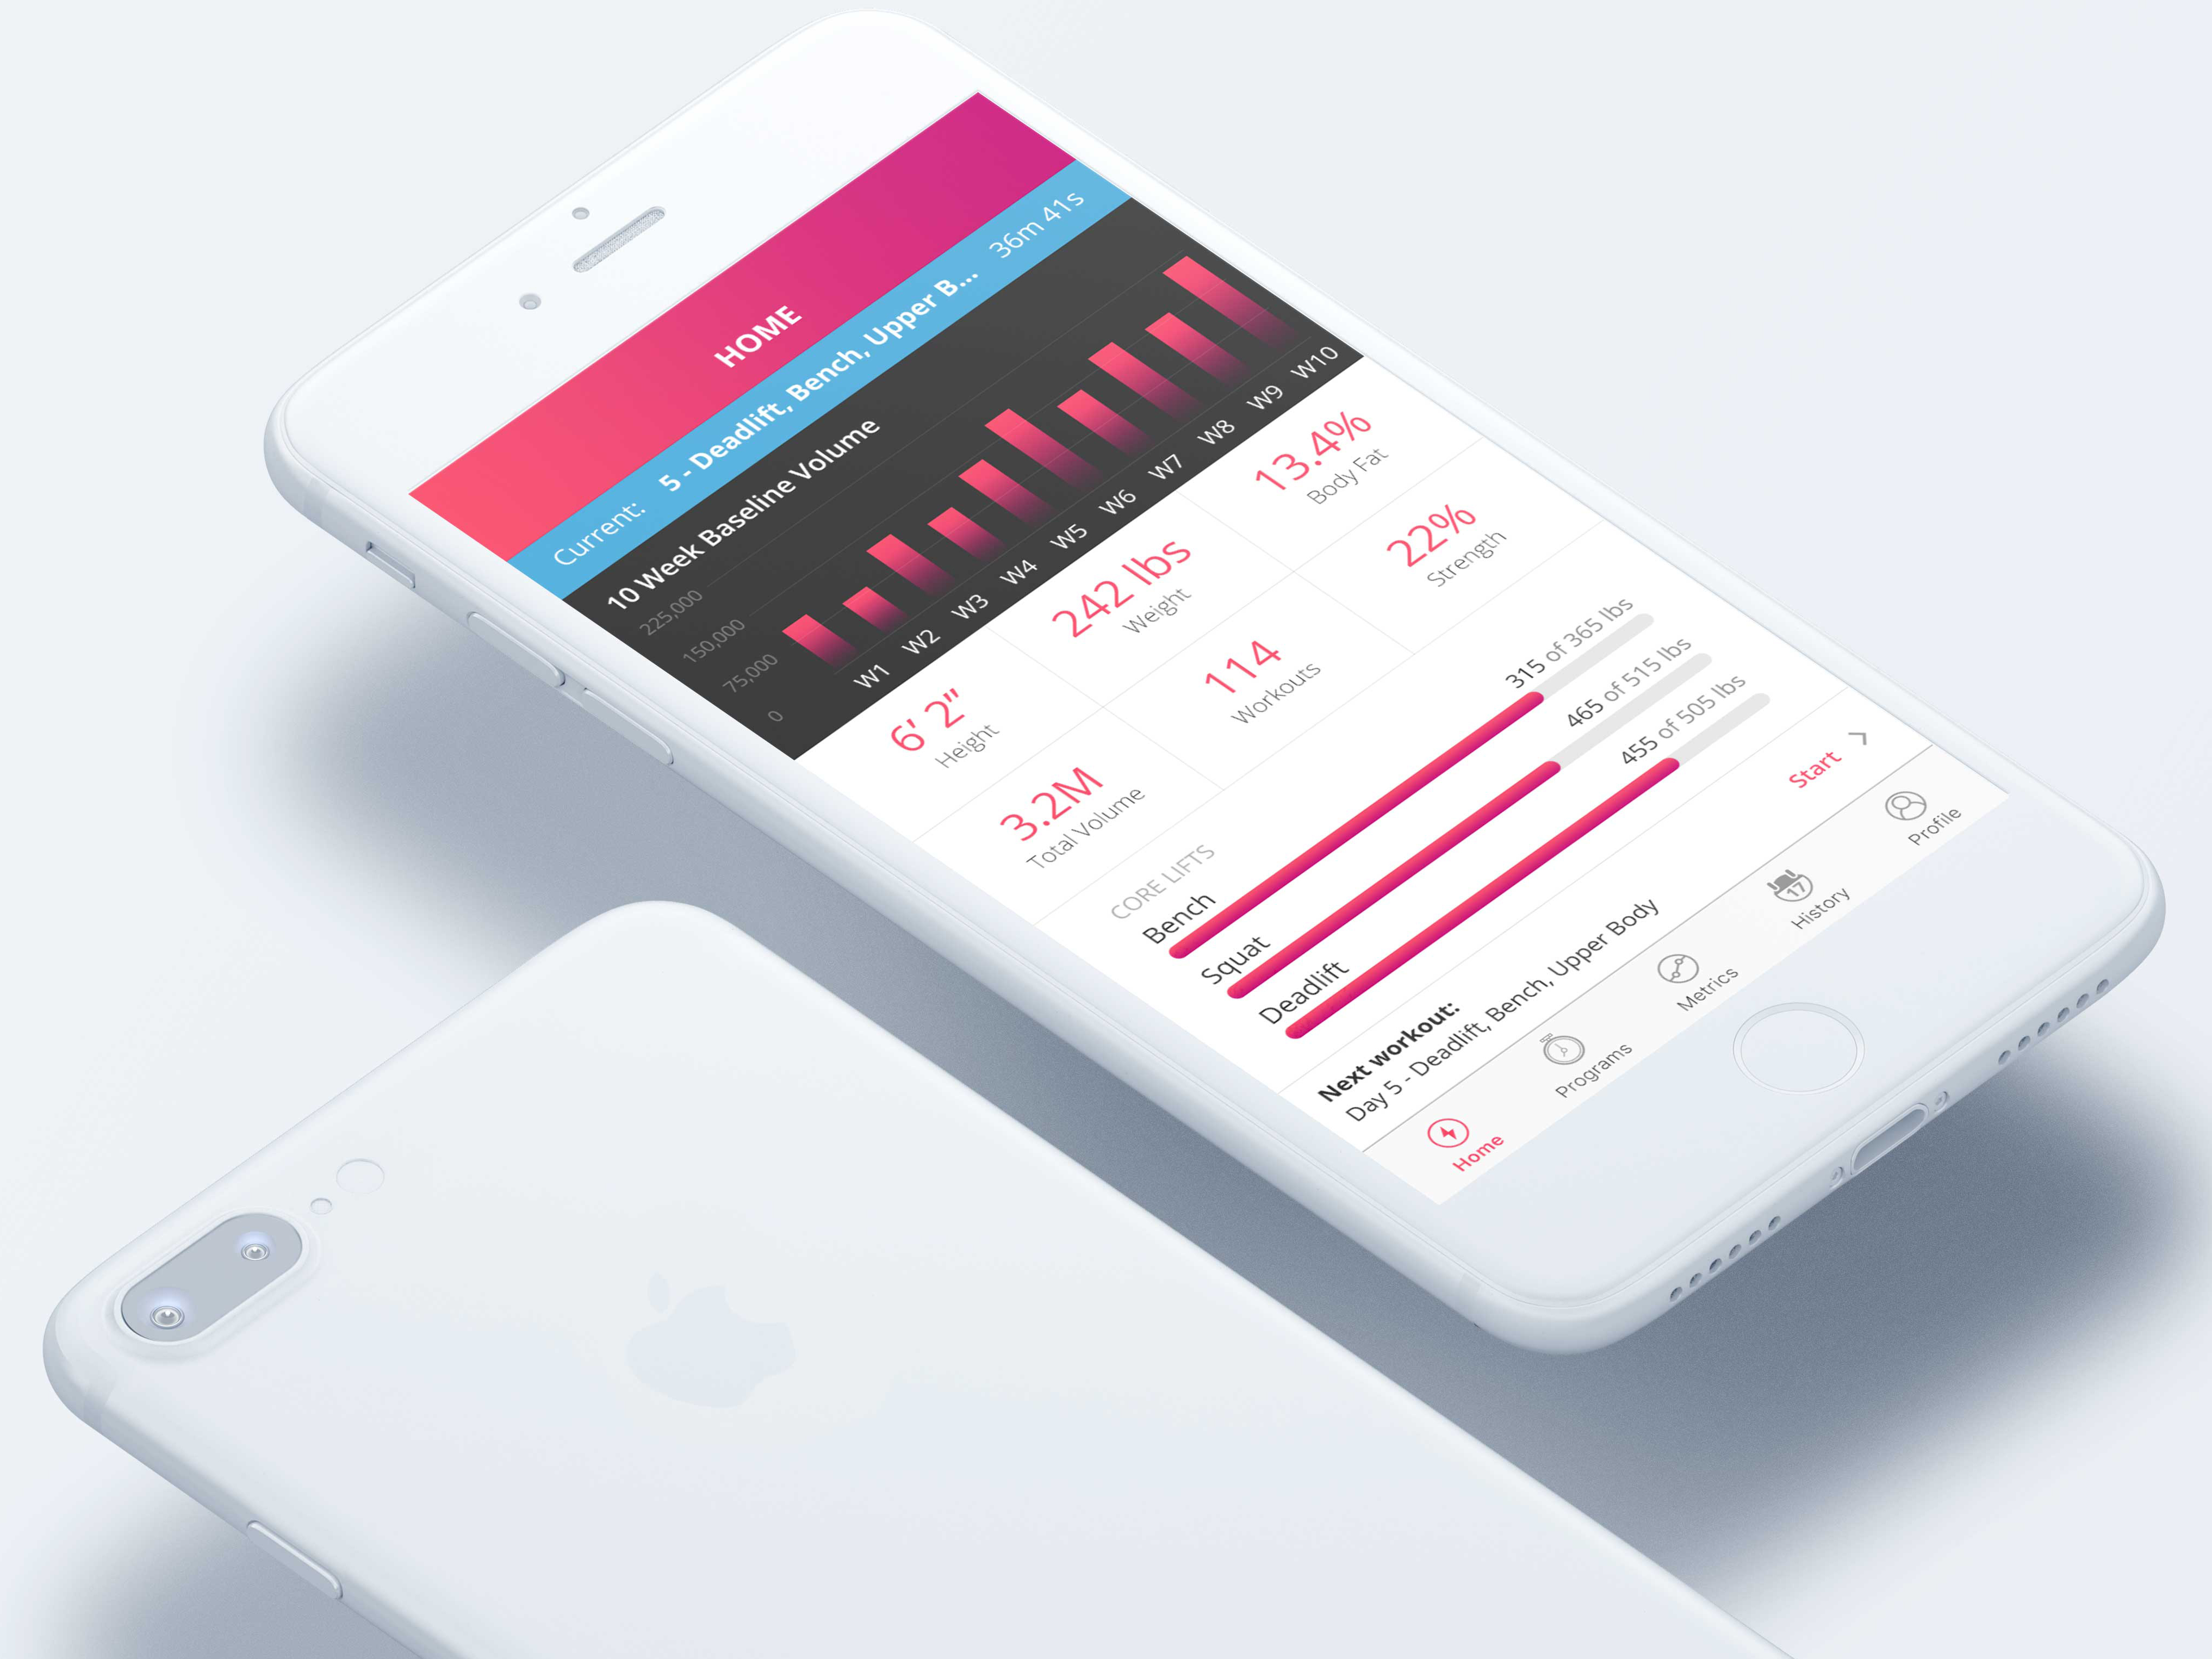 HOME
Current: 5 - Deadlift, Bench, Upper B... 36m 41s
10 Week Baseline Volume
225,000
150,000
75,000
0
W1 W2 W3 W4 W5 W6 W7 W8 W9 W10
6' 2" 242 lbs 13.4%
Height Weight Body Fat
3.2M 114 22%
Total Volume Workouts Strength
CORE LIFTS
Bench 315 of 365 lbs
Squat 465 of 515 lbs
Deadlift 455 of 505 lbs
Next workout:
Day 5 - Deadlift, Bench, Upper Body Start
17
Home Programs Metrics History Profile